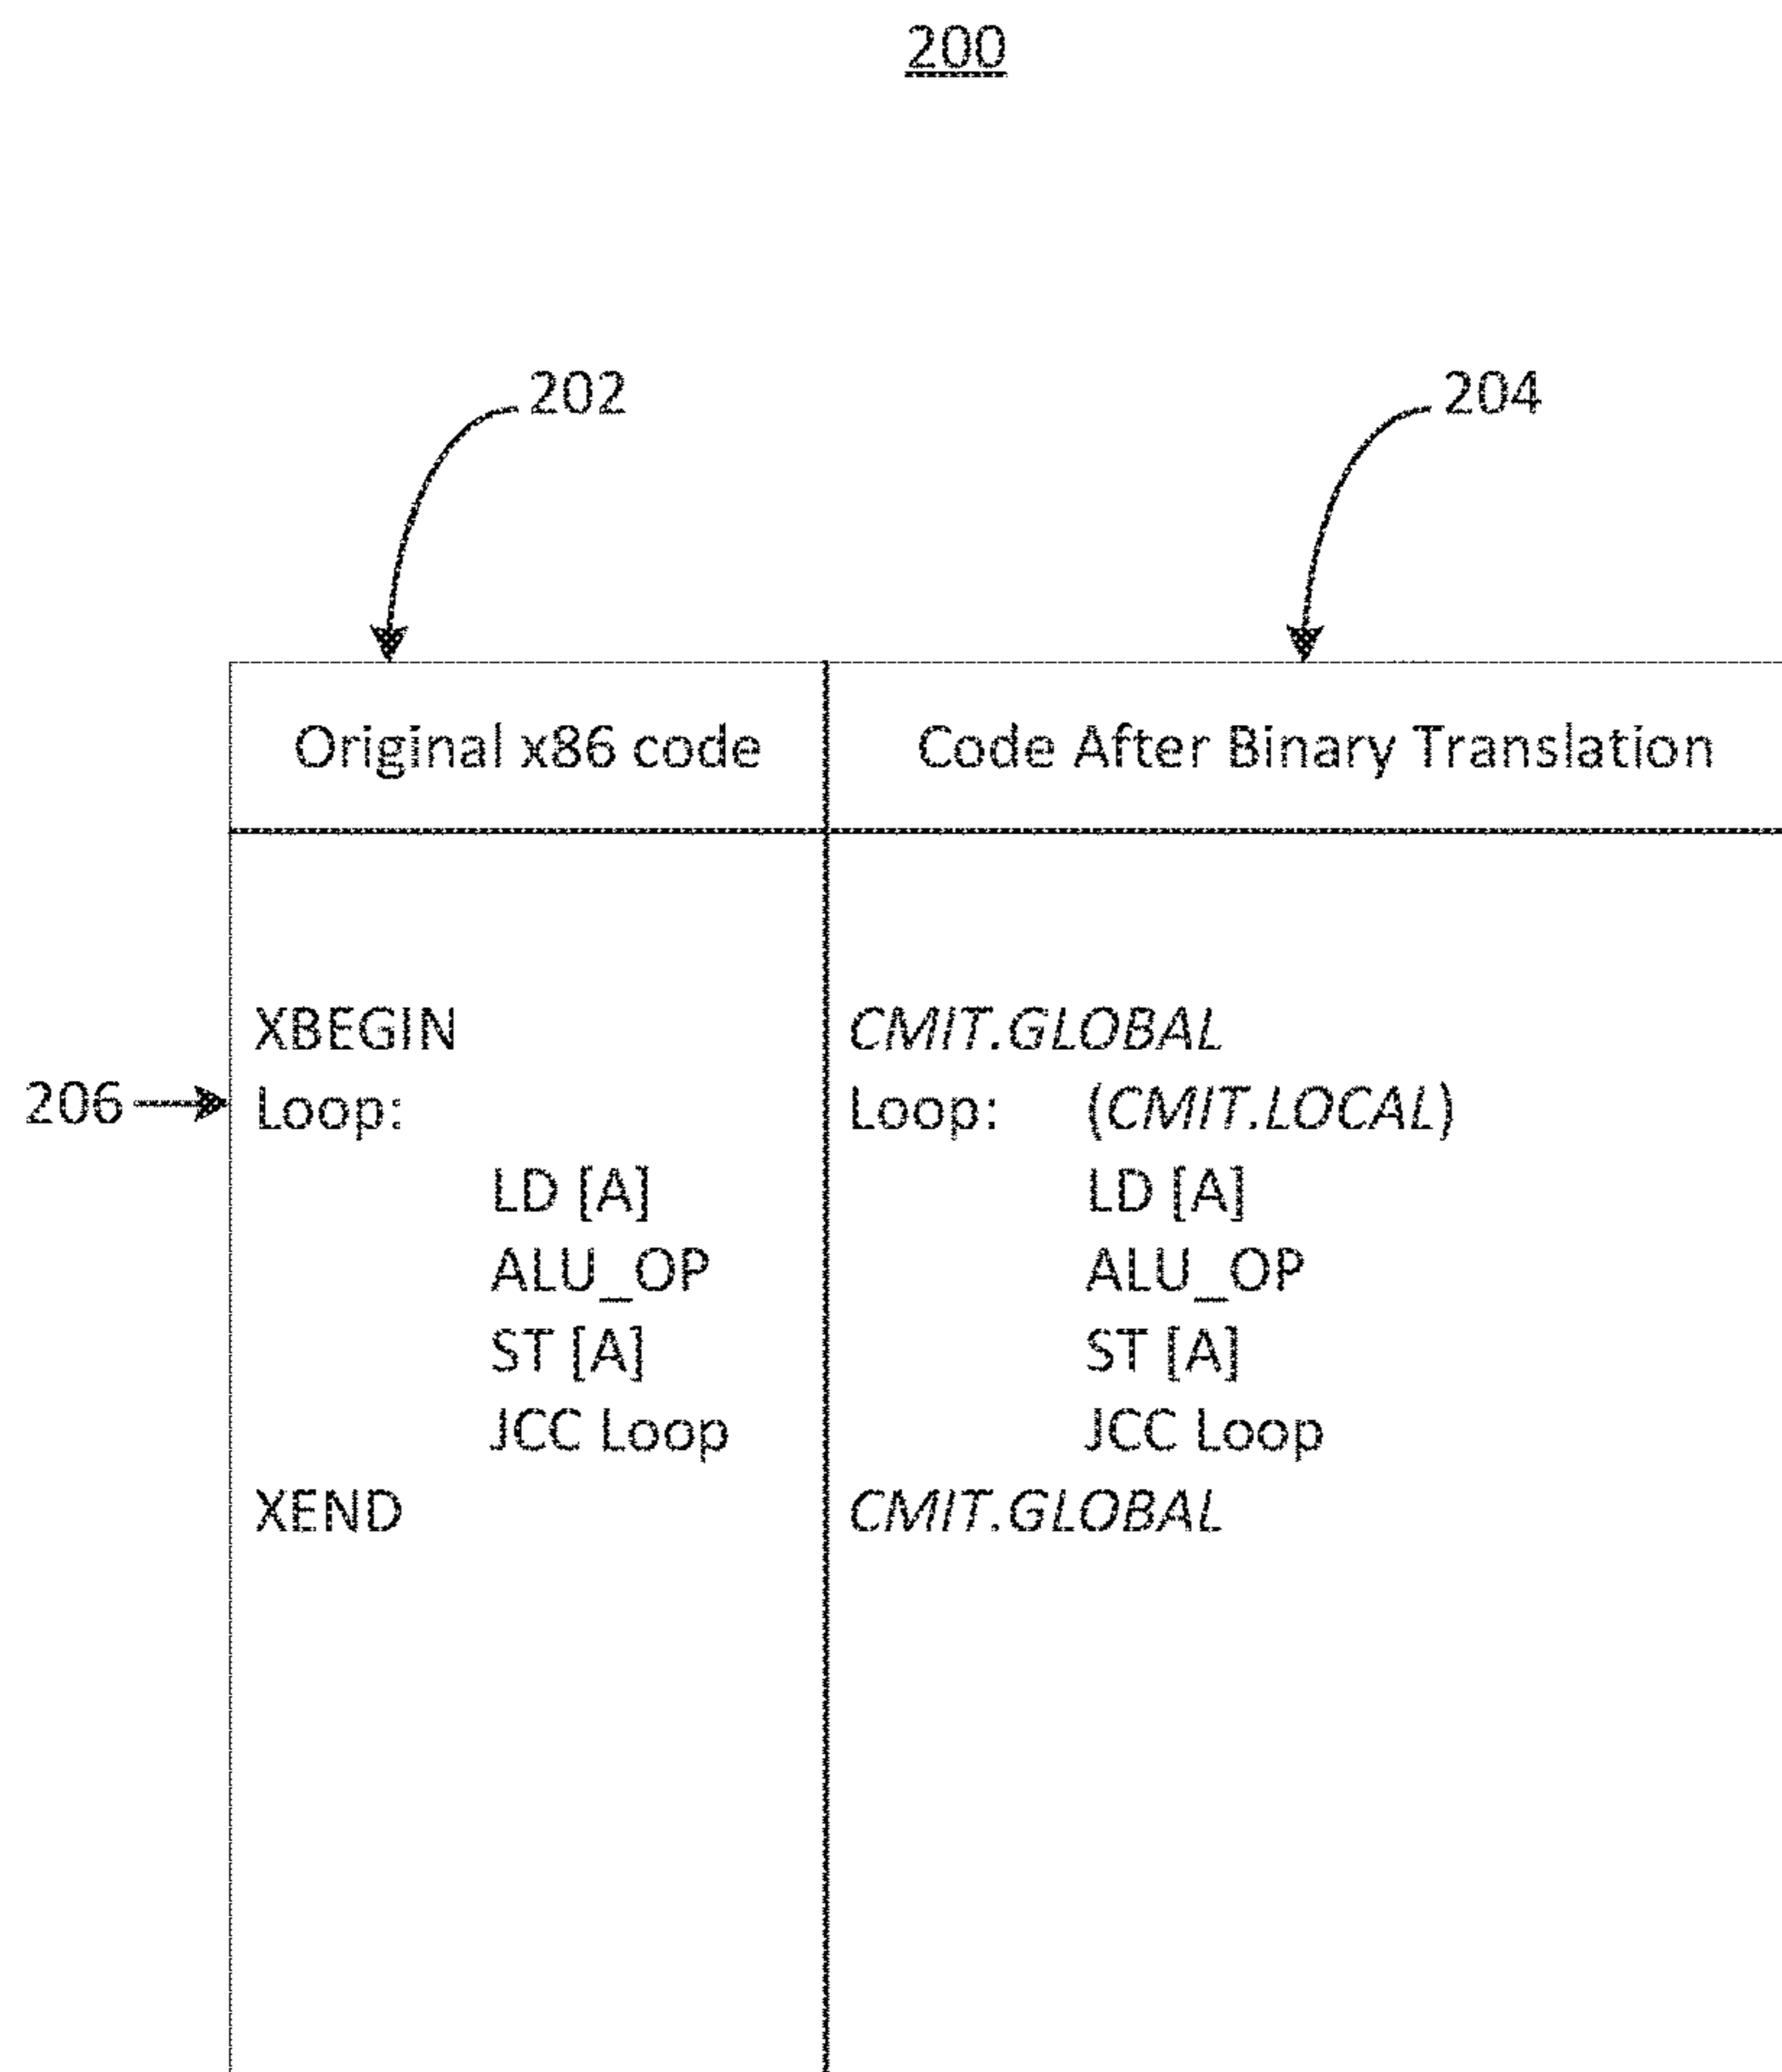 200
202 204
Original x86 code Code After Binary Translation
XBEGIN CMIT.GLOBAL
206 Loop: Loop: (CMIT.LOCAL)
LD [A] LD [A]
ALU_OP ALU_OP
ST [A] ST [A]
JCC Loop JCC Loop
XEND CMIT.GLOBAL